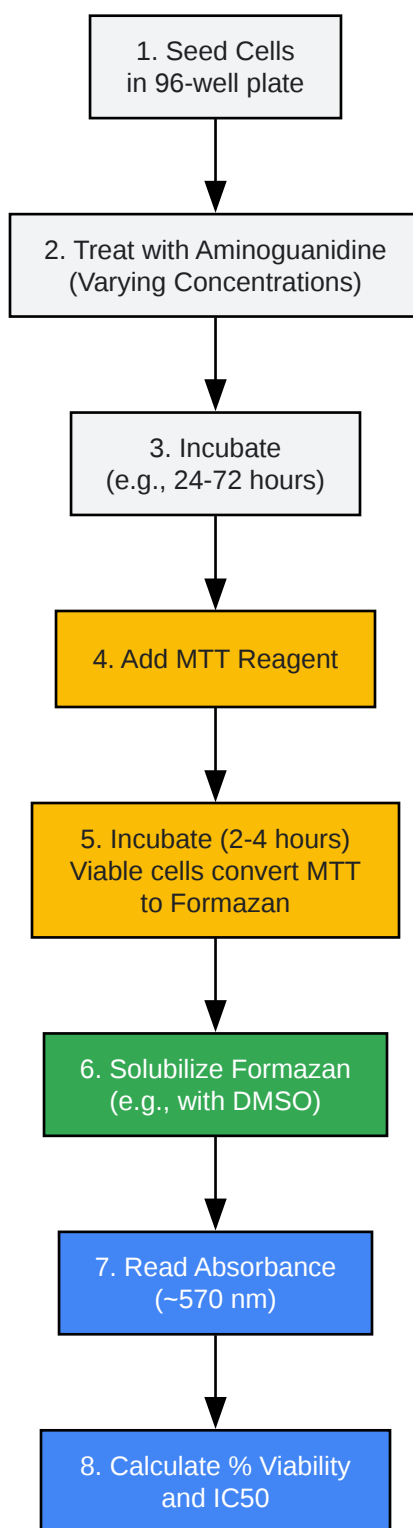 1. Seed Cells
in 96-well plate
2. Treat with Aminoguanidine
(Varying Concentrations)
3. Incubate
(e.g., 24-72 hours)
4. Add MTT Reagent
5. Incubate (2-4 hours)
Viable cells convert MTT
to Formazan
6. Solubilize Formazan
(e.g., with DMSO)
7. Read Absorbance
(~570 nm)
8. Calculate % Viability
and IC50